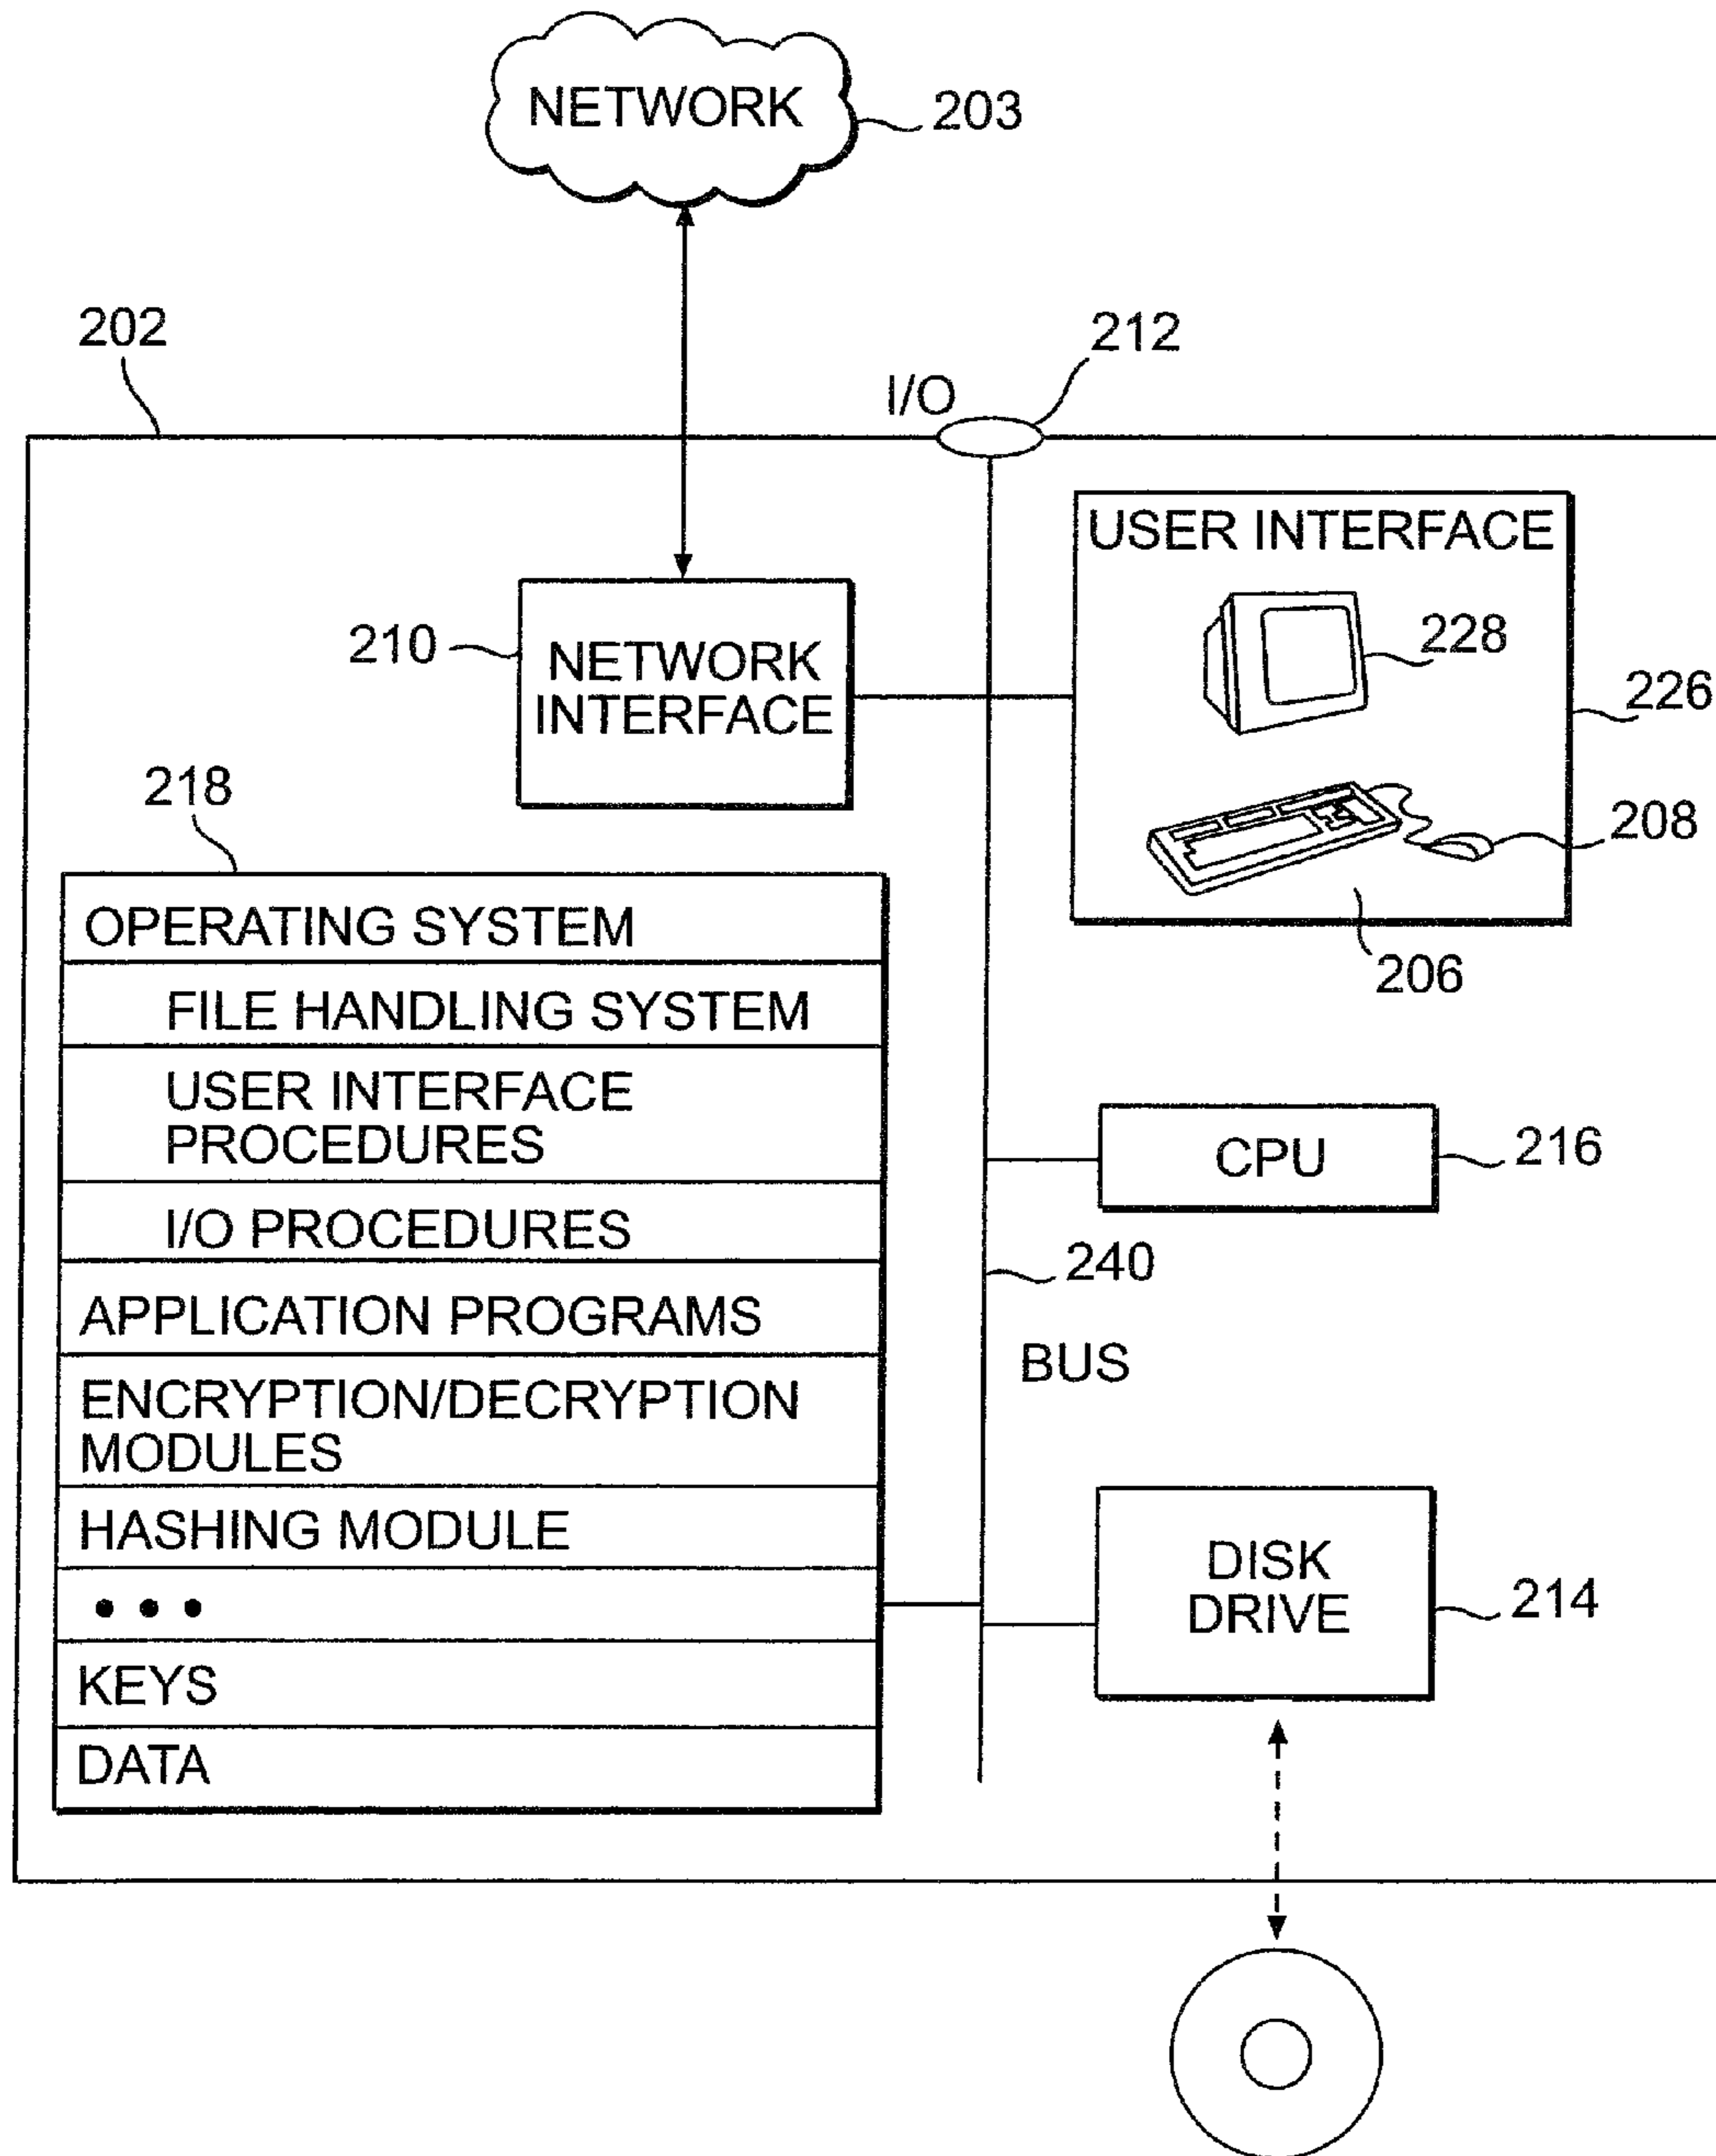 NETWORK
203
202
I/O
212
USER INTERFACE
228
226
208
206
210
NETWORK
INTERFACE
218
OPERATING SYSTEM
FILE HANDLING SYSTEM
USER INTERFACE
PROCEDURES
I/O PROCEDURES
APPLICATION PROGRAMS
ENCRYPTION/DECRYPTION
MODULES
HASHING MODULE
• • •
KEYS
DATA
CPU
216
240
BUS
DISK
DRIVE
214